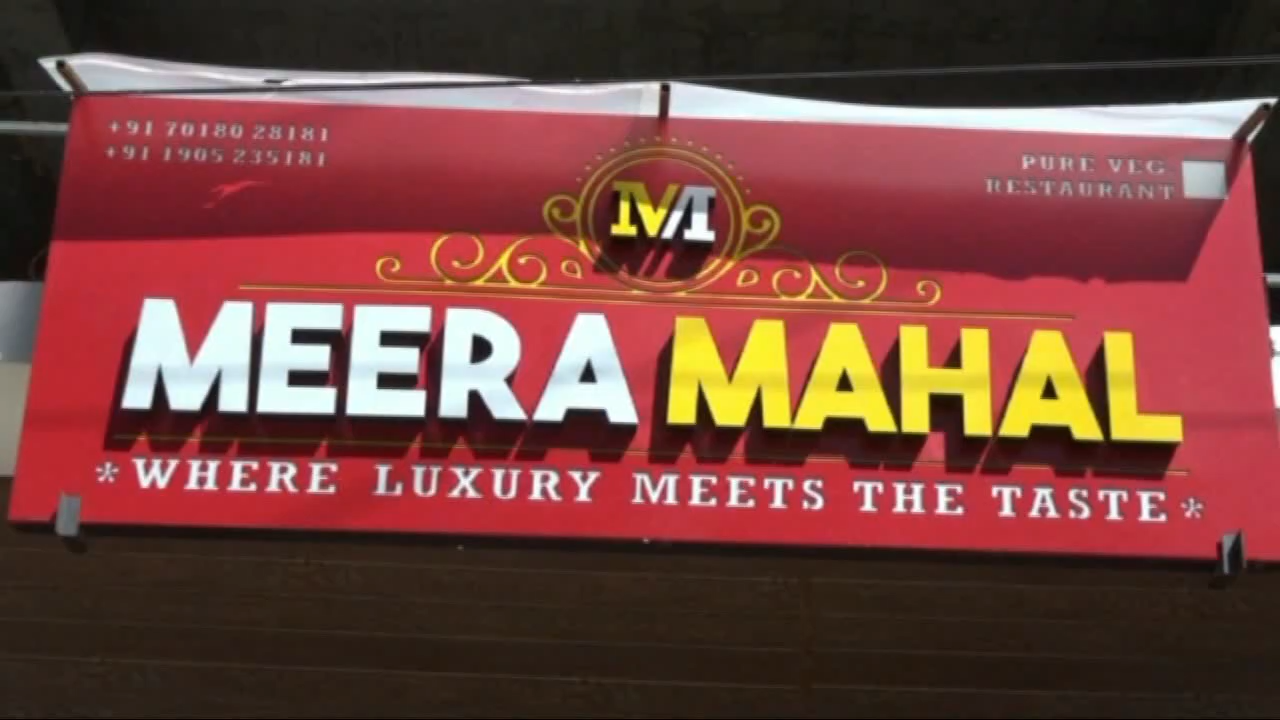 +91 70180 28181
+91 1905 235181
PURE VEG.
RESTAURANT
M
MEERA MAHAL
*WHERE LUXURY MEETS THE TASTE*